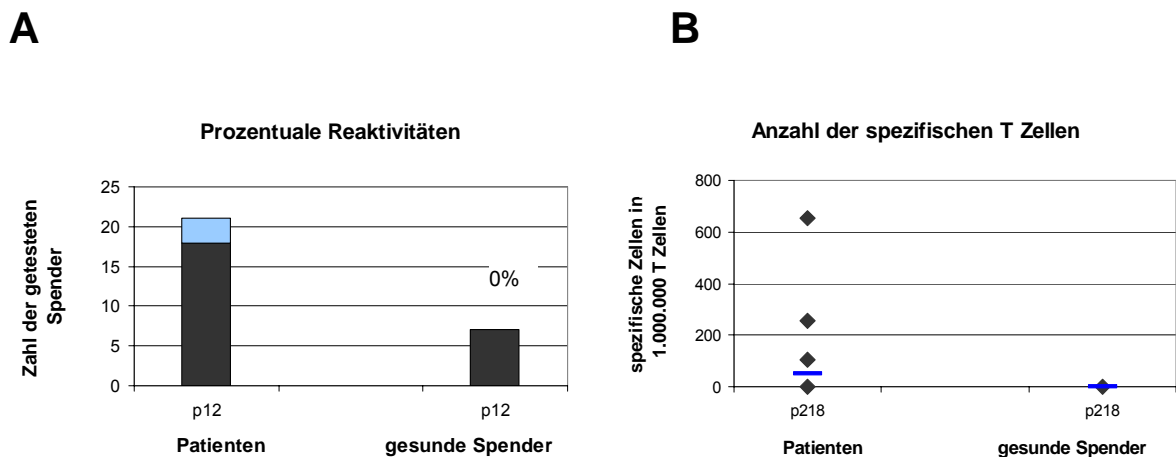 A
B
Prozentuale Reaktivitäten
Zahl der getesteten
Spender
25
20
15
10
5
0
0%
p12
p12
Patienten
gesunde Spender
Anzahl der spezifischen T Zellen
spezifische Zellen in
1.000.000 T Zellen
800
600
400
200
0
p218
p218
Patienten
gesunde Spender